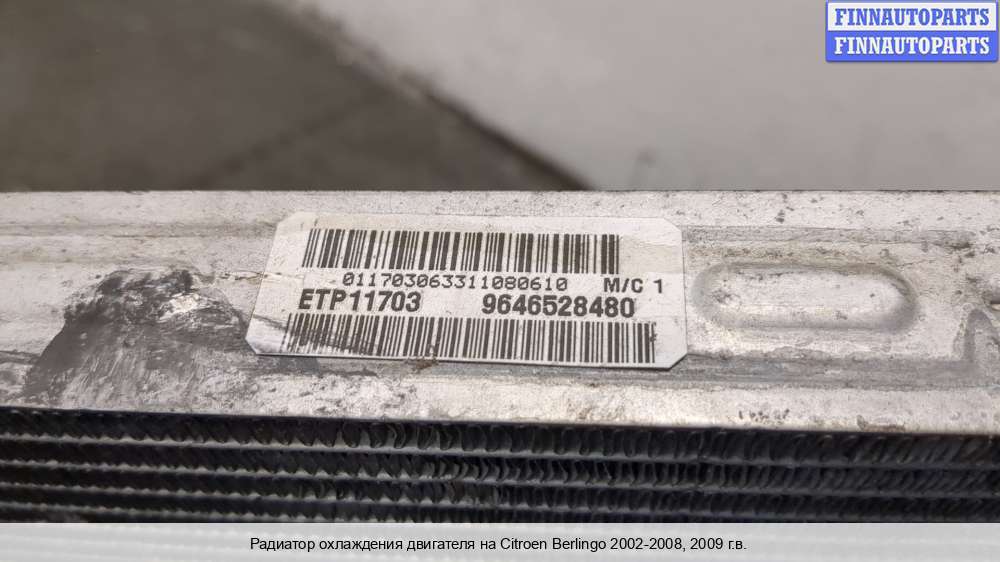 FINNAUTOPARTS
FINNAUTOPARTS
011703063311080610 M/C 1
ETP11703 9646528480
Радиатор охлаждения двигателя на Citroen Berlingo 2002-2008, 2009 г.в.